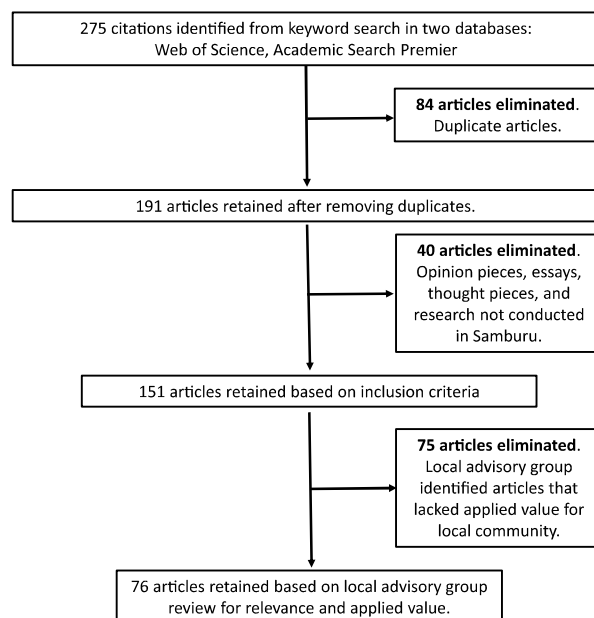 275 citations identified from keyword search in two databases:
Web of Science, Academic Search Premier
84 articles eliminated.
Duplicate articles.
191 articles retained after removing duplicates.
40 articles eliminated.
Opinion pieces, essays,
thought pieces, and
research not conducted
in Samburu.
151 articles retained based on inclusion criteria
75 articles eliminated.
Local advisory group
identified articles that
lacked applied value for
local community.
76 articles retained based on local advisory group
review for relevance and applied value.